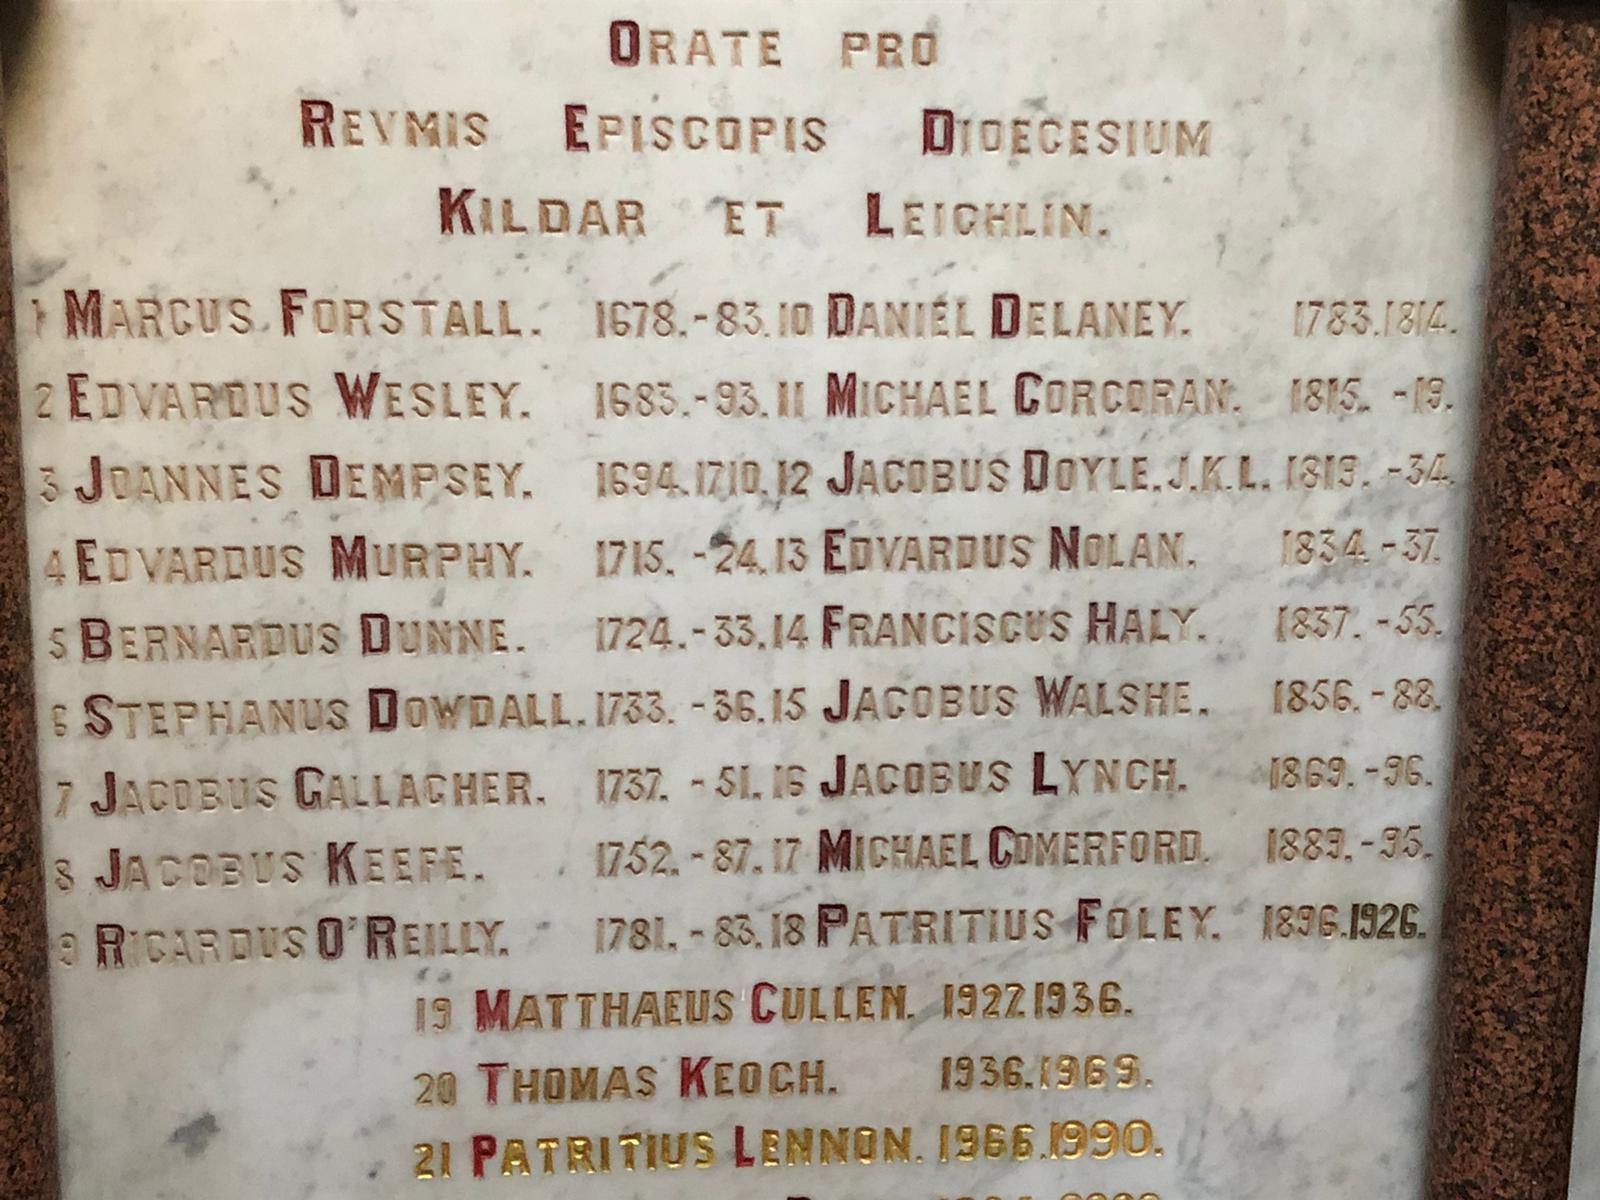 ORATE PRO
REVMIS EPISCOPIS DIOECESIUM
KILDAR ET LEIGHLIN.
1 MARCUS. FORSTALL. 1678.-83. 10 DANIEL DELANEY. 1783.1814.
2 EDVARDUS WESLEY. 1683.-93. 11 MICHAEL CORCORAN. 1815. -19.
3 JOANNES DEMPSEY. 1694.1710. 12 JACOBUS DOYLE.J.K.L. 1819. -34.
4 EDVARDUS MURPHY. 1715. -24. 13 EDVARDUS NOLAN. 1834.-37.
5 BERNARDUS DUNNE. 1724.-33. 14 FRANCISCUS HALY. 1837. -55.
6 STEPHANUS DOWDALL. 1733. -36. 15 JACOBUS WALSHE. 1856.-88.
7 JACOBUS GALLAGHER. 1737. -51. 16 JACOBUS LYNCH. 1869.-96.
8 JACOBUS KEEFE. 1752.-87. 17 MICHAEL COMERFORD. 1889.-95.
9 RICARDUS O'REILLY. 1781.-83. 18 PATRITIUS FOLEY. 1896.1926.
19 MATTHAEUS CULLEN. 1927.1936.
20 THOMAS KEOGH. 1936.1969.
21 PATRITIUS LENNON. 1966.1990.